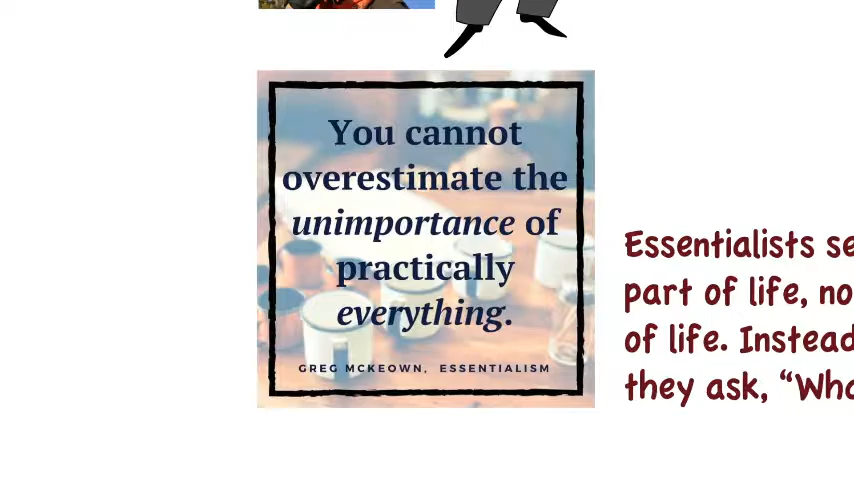 You cannot
overestimate the
unimportance of
practically
everything.
GREG MCKEOWN, ESSENTIALISM
Essentialists se
part of life, no
of life. Instead
they ask, “Wha